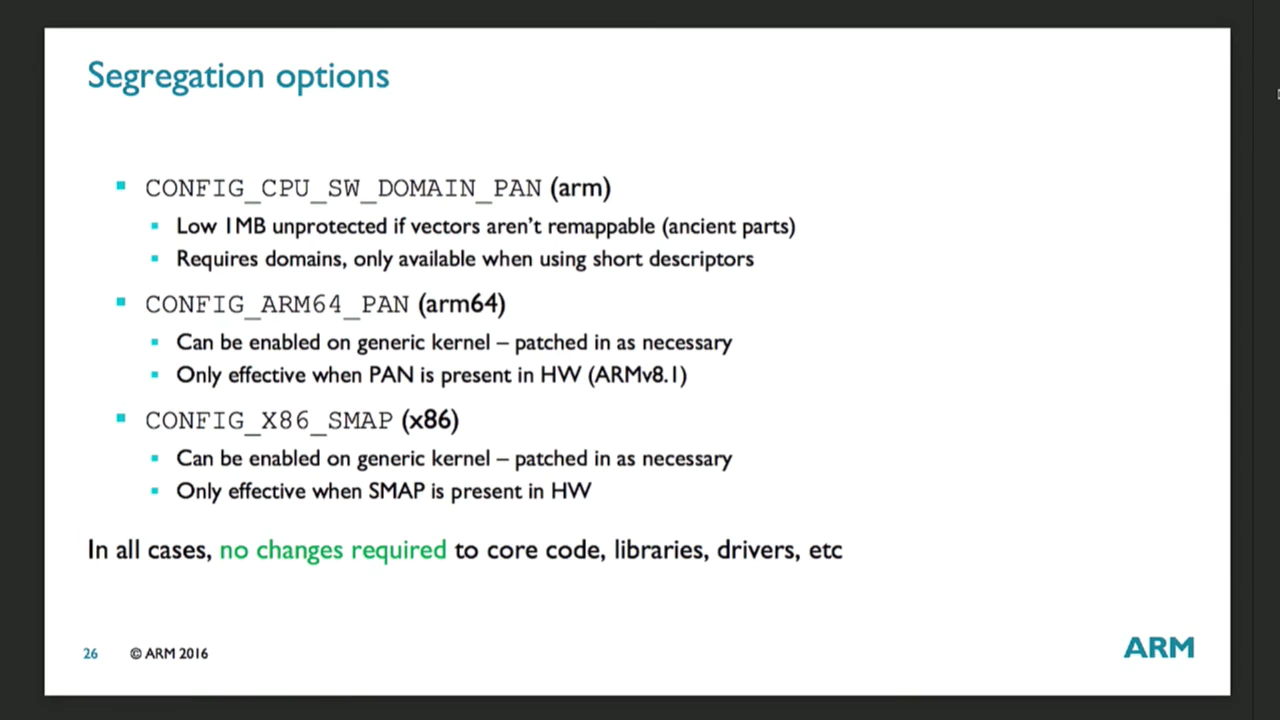 Segregation options
CONFIG_CPU_SW_DOMAIN_PAN (arm)
Low 1MB unprotected if vectors aren't remappable (ancient parts)
Requires domains, only available when using short descriptors
CONFIG_ARM64_PAN (arm64)
Can be enabled on generic kernel – patched in as necessary
Only effective when PAN is present in HW (ARMv8.1)
CONFIG_X86_SMAP (x86)
Can be enabled on generic kernel – patched in as necessary
Only effective when SMAP is present in HW
In all cases, no changes required to core code, libraries, drivers, etc
26 © ARM 2016
ARM